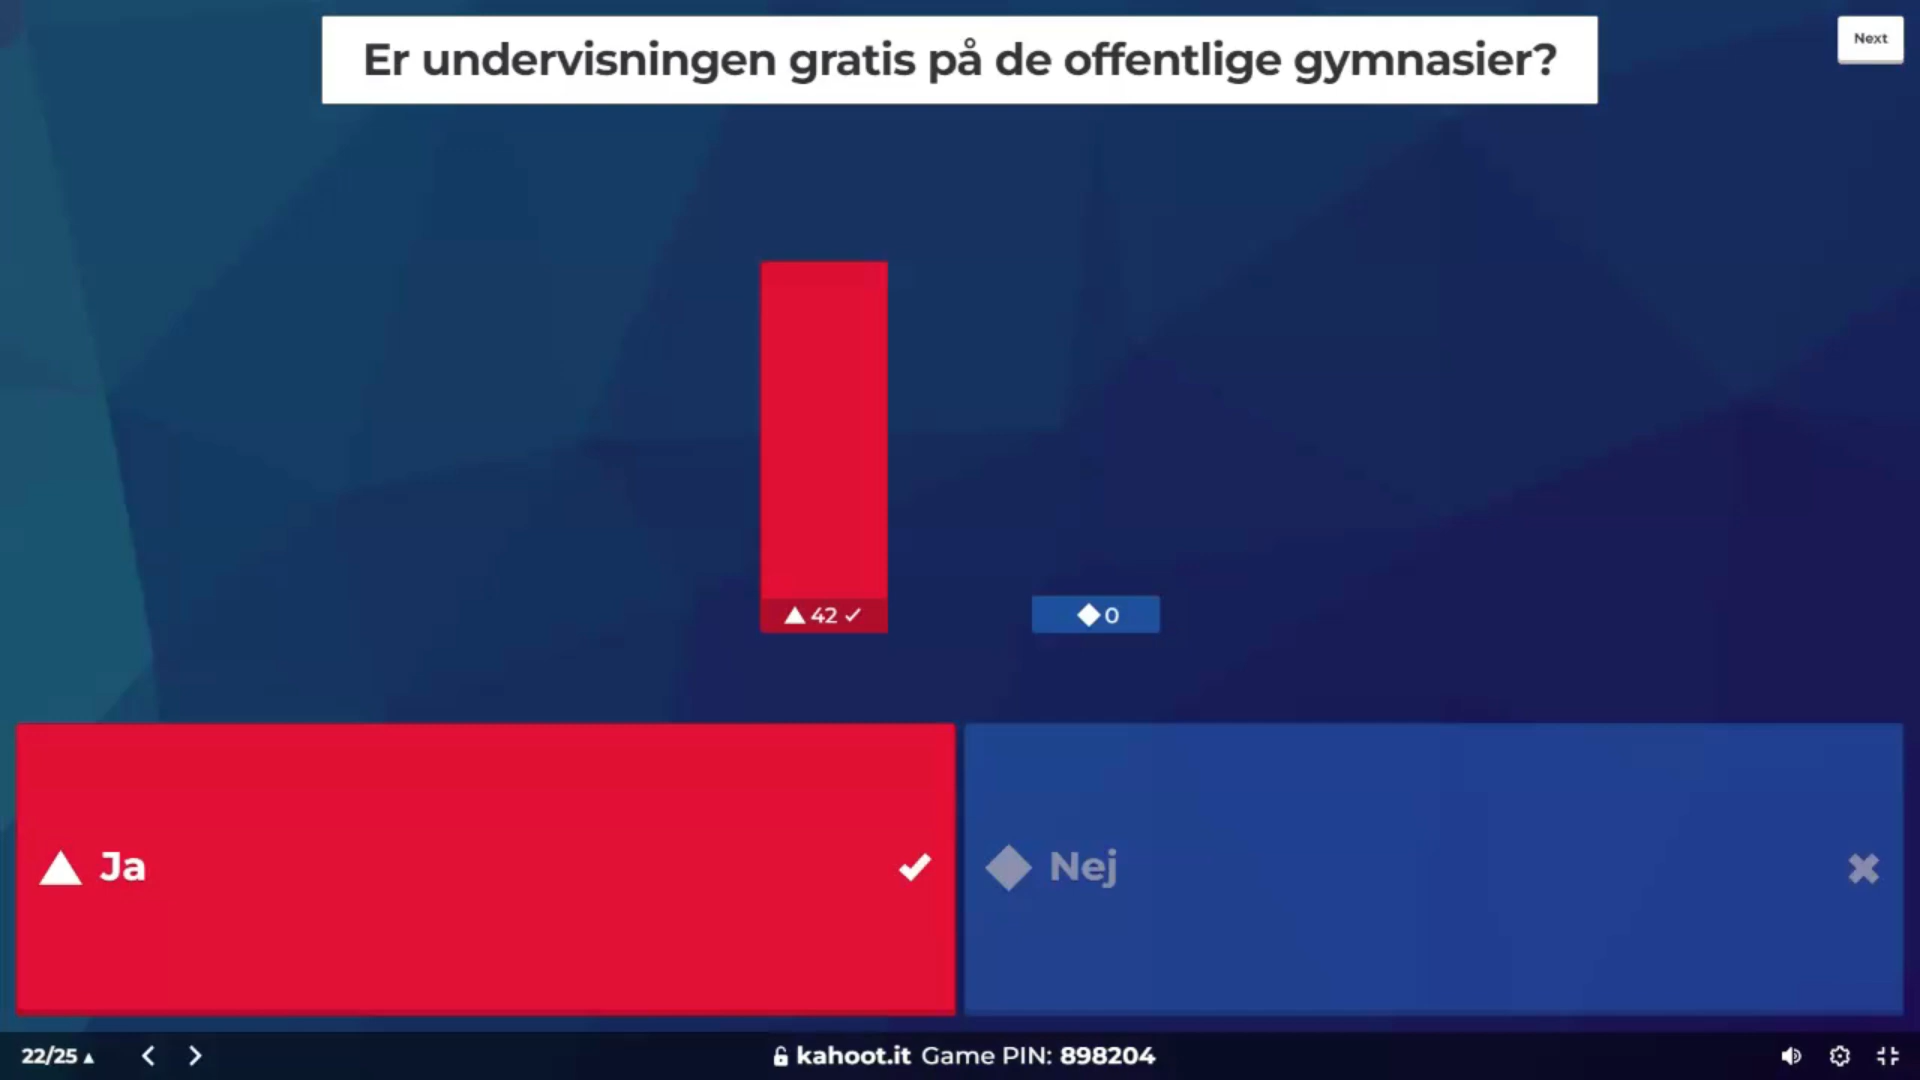 Er undervisningen gratis på de offentlige gymnasier?
Next
42
0
Ja
Nej
22/25
kahoot.it Game PIN: 898204